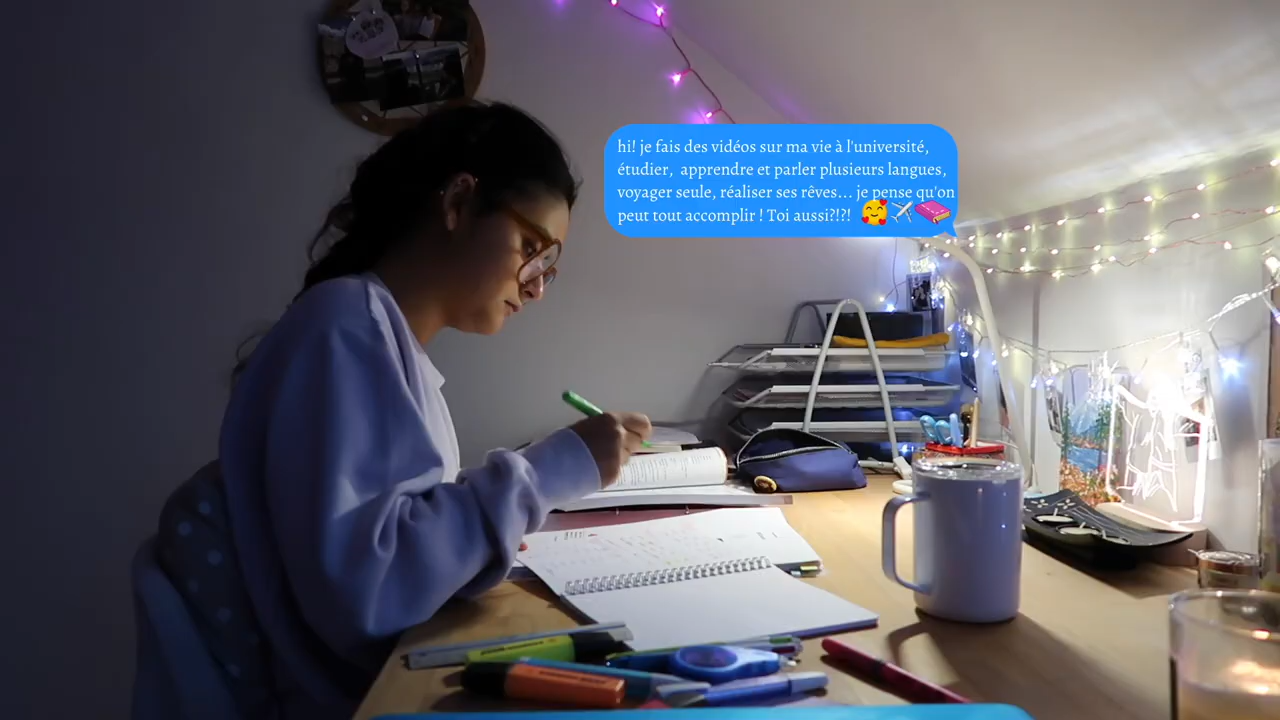 hi! je fais des vidéos sur ma vie à l'université,
étudier, apprendre et parler plusieurs langues,
voyager seule, réaliser ses rêves... je pense qu'on
peut tout accomplir ! Toi aussi?!?! 🥰✈️📕